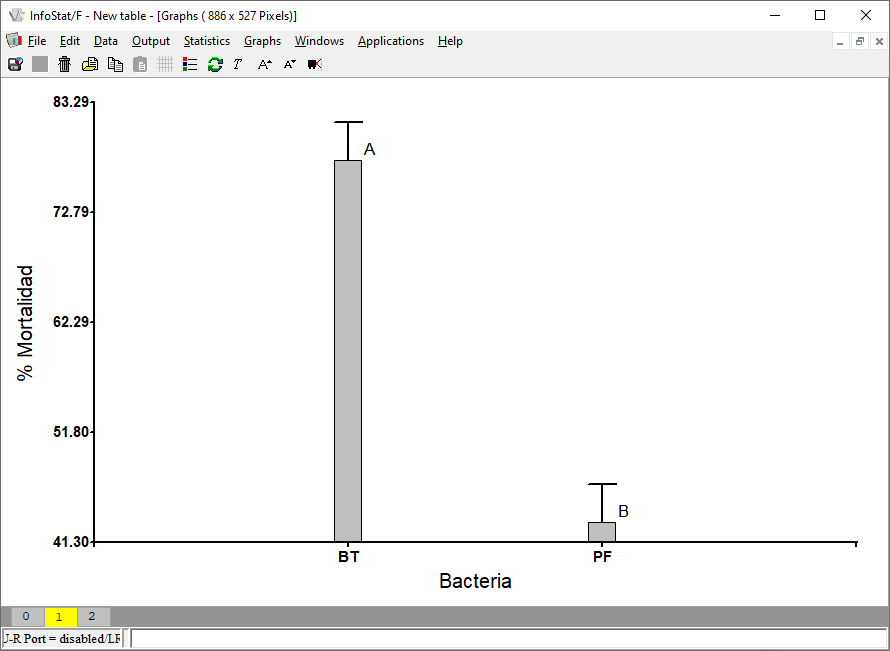 InfoStat/F - New table - [Graphs ( 886 x 527 Pixels)]
File Edit Data Output Statistics Graphs Windows Applications Help
83.29
A
72.79
% Mortalidad
62.29
51.80
B
41.30
BT PF
Bacteria
0 1 2
J-R Port = disabled/LR